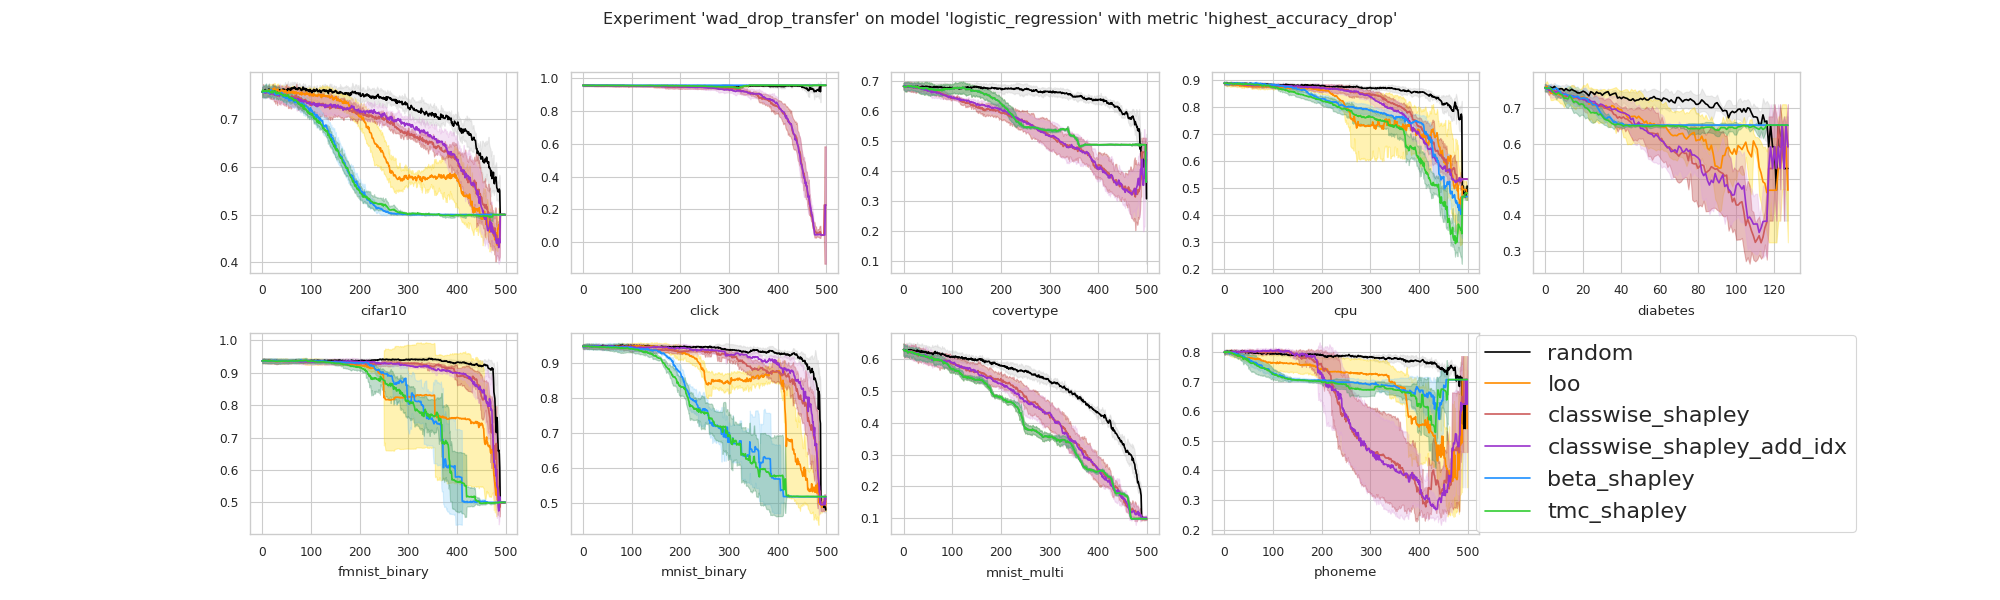 Experiment 'wad_drop_transfer' on model 'logistic_regression' with metric 'highest_accuracy_drop'
0.7
0.6
0.5
0.4
0 100 200 300 400 500
cifar10
1.0
0.8
0.6
0.4
0.2
0.0
0 100 200 300 400 500
click
0.7
0.6
0.5
0.4
0.3
0.2
0.1
0 100 200 300 400 500
covertype
0.9
0.8
0.7
0.6
0.5
0.4
0.3
0.2
0 100 200 300 400 500
cpu
0.7
0.6
0.5
0.4
0.3
0 20 40 60 80 100 120
diabetes
1.0
0.9
0.8
0.7
0.6
0.5
0 100 200 300 400 500
fmnist_binary
0.9
0.8
0.7
0.6
0.5
0 100 200 300 400 500
mnist_binary
0.6
0.5
0.4
0.3
0.2
0.1
0 100 200 300 400 500
mnist_multi
0.8
0.7
0.6
0.5
0.4
0.3
0.2
0 100 200 300 400 500
phoneme
random
loo
classwise_shapley
classwise_shapley_add_idx
beta_shapley
tmc_shapley